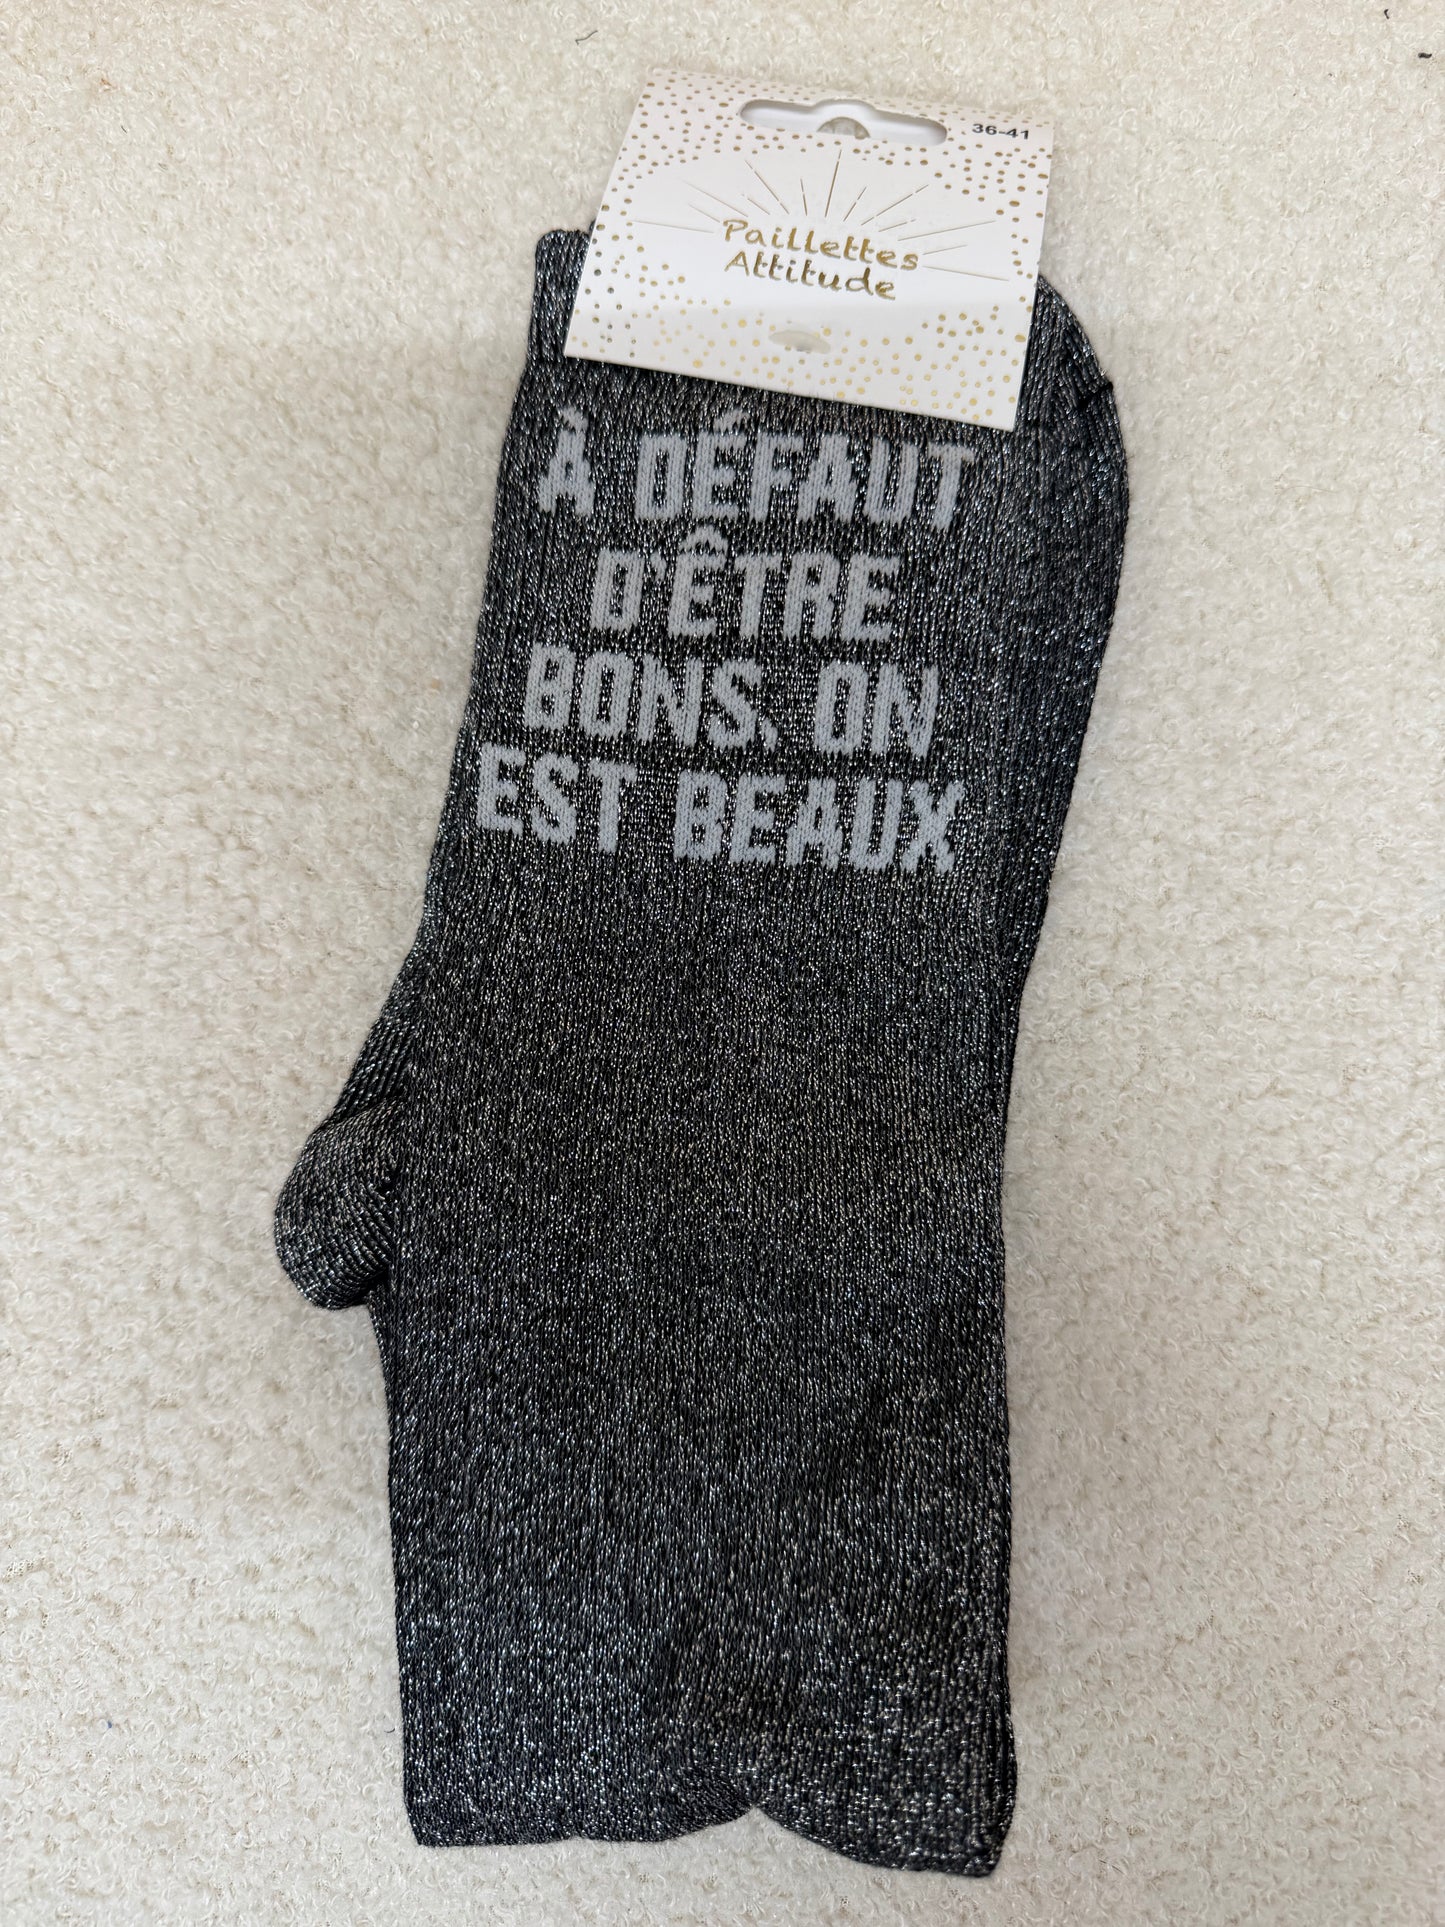 36-41
Paillettes
Attitude
À DÉFAUT
D'ÊTRE
BONS, ON
EST BEAUX